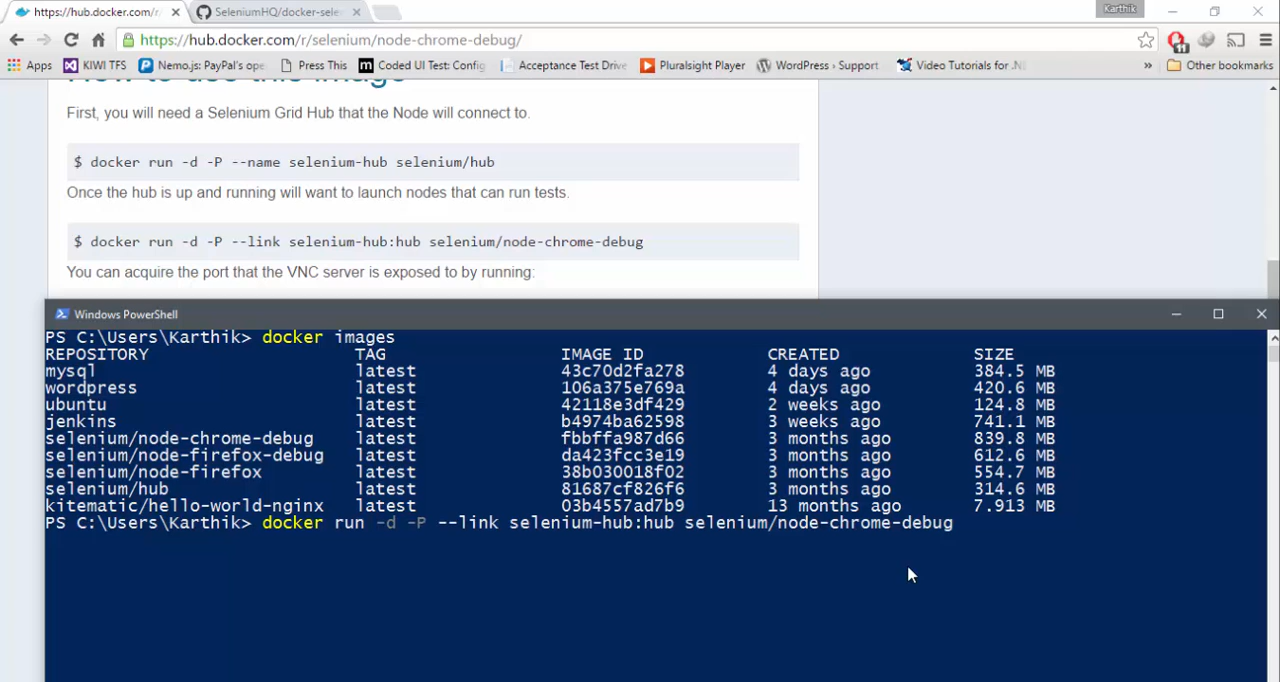 https://hub.docker.com/r/
SeleniumHQ/docker-sele
Karthik
https://hub.docker.com/r/selenium/node-chrome-debug/
11
Apps KIWI TFS Nemo.js: PayPal's ope Press This Coded UI Test: Config Acceptance Test Drive Pluralsight Player WordPress › Support Video Tutorials for .N » Other bookmarks
How to use this image
First, you will need a Selenium Grid Hub that the Node will connect to.
$ docker run -d -P --name selenium-hub selenium/hub
Once the hub is up and running will want to launch nodes that can run tests.
$ docker run -d -P --link selenium-hub:hub selenium/node-chrome-debug
You can acquire the port that the VNC server is exposed to by running:
Windows PowerShell
PS C:\Users\Karthik> docker images
REPOSITORY TAG IMAGE ID CREATED SIZE
mysql latest 43c70d2fa278 4 days ago 384.5 MB
wordpress latest 106a375e769a 4 days ago 420.6 MB
ubuntu latest 42118e3df429 2 weeks ago 124.8 MB
jenkins latest b4974ba62598 3 weeks ago 741.1 MB
selenium/node-chrome-debug latest fbbffa987d66 3 months ago 839.8 MB
selenium/node-firefox-debug latest da423fcc3e19 3 months ago 612.6 MB
selenium/node-firefox latest 38b030018f02 3 months ago 554.7 MB
selenium/hub latest 81687cf826f6 3 months ago 314.6 MB
kitematic/hello-world-nginx latest 03b4557ad7b9 13 months ago 7.913 MB
PS C:\Users\Karthik> docker run -d -P --link selenium-hub:hub selenium/node-chrome-debug